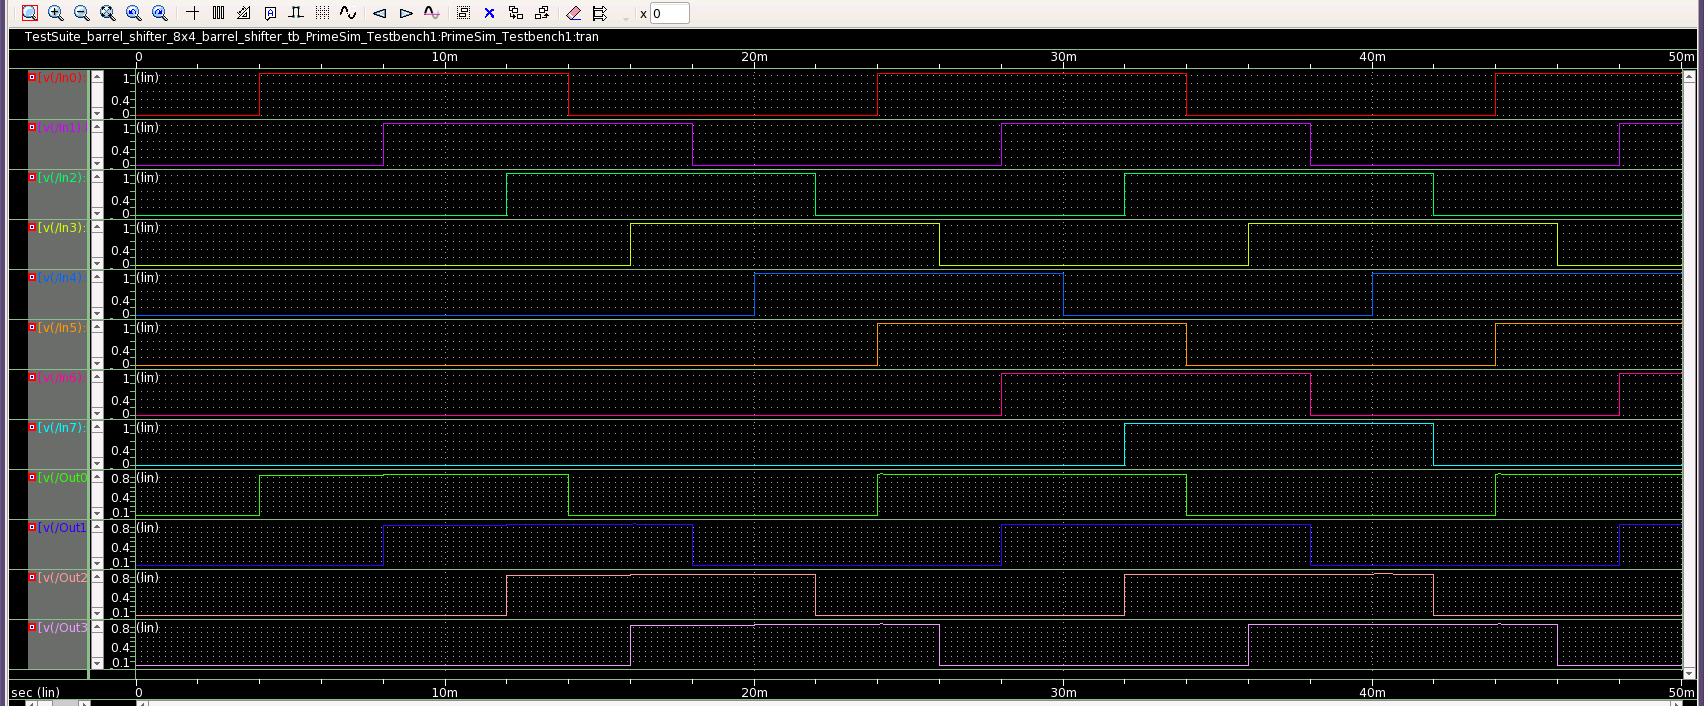 x 0
TestSuite_barrel_shifter_8x4_barrel_shifter_tb_PrimeSim_Testbench1:PrimeSim_Testbench1:tran
0 10m 20m 30m 40m 50m
[v(/In0): 1 (lin)
0.4
0
[v(/In1): 1 (lin)
0.4
0
[v(/In2): 1 (lin)
0.4
0
[v(/In3): 1 (lin)
0.4
0
[v(/In4): 1 (lin)
0.4
0
[v(/In5): 1 (lin)
0.4
0
[v(/In6): 1 (lin)
0.4
0
[v(/In7): 1 (lin)
0.4
0
[v(/Out0 0.8 (lin)
0.4
0.1
[v(/Out1 0.8 (lin)
0.4
0.1
[v(/Out2 0.8 (lin)
0.4
0.1
[v(/Out3 0.8 (lin)
0.4
0.1
sec (lin) 0 10m 20m 30m 40m 50m